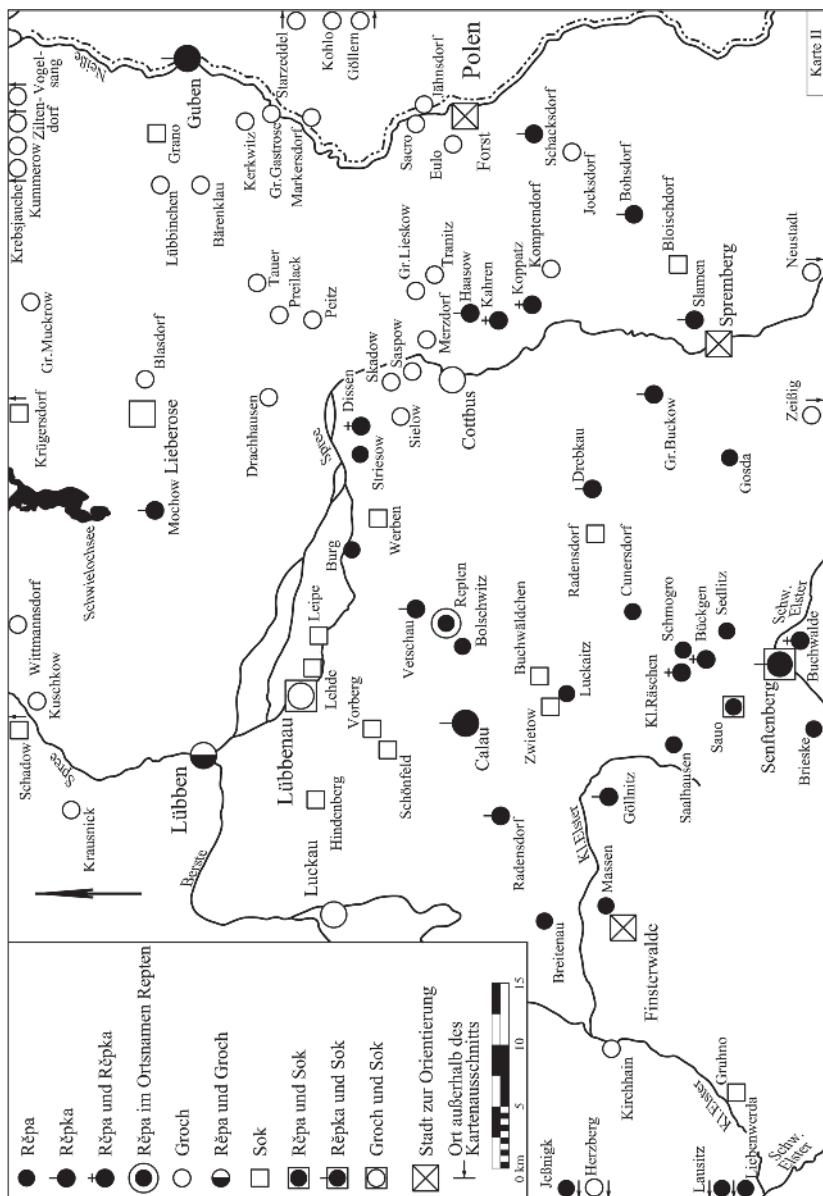 Rěpa
Rěpka
Rěpa und Rěpka
Rěpa im Ortsnamen Repten
Groch
Rěpa und Groch
Sok
Rěpa und Sok
Rěpka und Sok
Groch und Sok
Stadt zur Orientierung
Ort außerhalb des
Kartenausschnitts
0 km
5
10
15
Schadow
Spree
Kuschkow
Wittmannsdorf
Krausnick
Schwielochsee
Krügersdorf
Gr.Muckrow
Krebsjauche
Kummerow
Zilten-
dorf
Vogel-
sang
Neiße
Guben
Grano
Lübbinchen
Bärenklau
Blasdorf
Lieberose
Mochow
Lübben
Berste
Kerkwitz
Gr.Gastrose
Markersdorf
Starzeddel
Kohlo
Göllern
Tauer
Preilack
Peitz
Drachhausen
Spree
Dissen
Striesow
Burg
Werben
Leipe
Lehde
Lübbenau
Vorberg
Schönfeld
Hindenberg
Luckau
Skadow
Saspow
Sielow
Cottbus
Merzdorf
Gr.Lieskow
Tranitz
Haasow
Kahren
Koppatz
Komptendorf
Sacro
Eulo
Forst
Jähnsdorf
Polen
Schacksdorf
Jocksdorf
Bohsdorf
Vetschau
Repten
Bolschwitz
Calau
Radensdorf
Buchwäldchen
Zwietow
Luckaitz
Radensdorf
Drebkau
Cunersdorf
Gr.Buckow
Gosda
Slamen
Spremberg
Bloischdorf
Neustadt
Zeißig
Breitenau
Massen
Finsterwalde
Göllnitz
Kl.Elster
Saalhausen
Kl.Räschen
Schmogro
Bückgen
Sedlitz
Sauo
Senftenberg
Schw.
Elster
Buchwalde
Brieske
Kirchhain
Gruhno
Kl.Elster
Jeßnigk
Herzberg
Lausitz
Liebenwerda
Schw.
Elster
Karte II